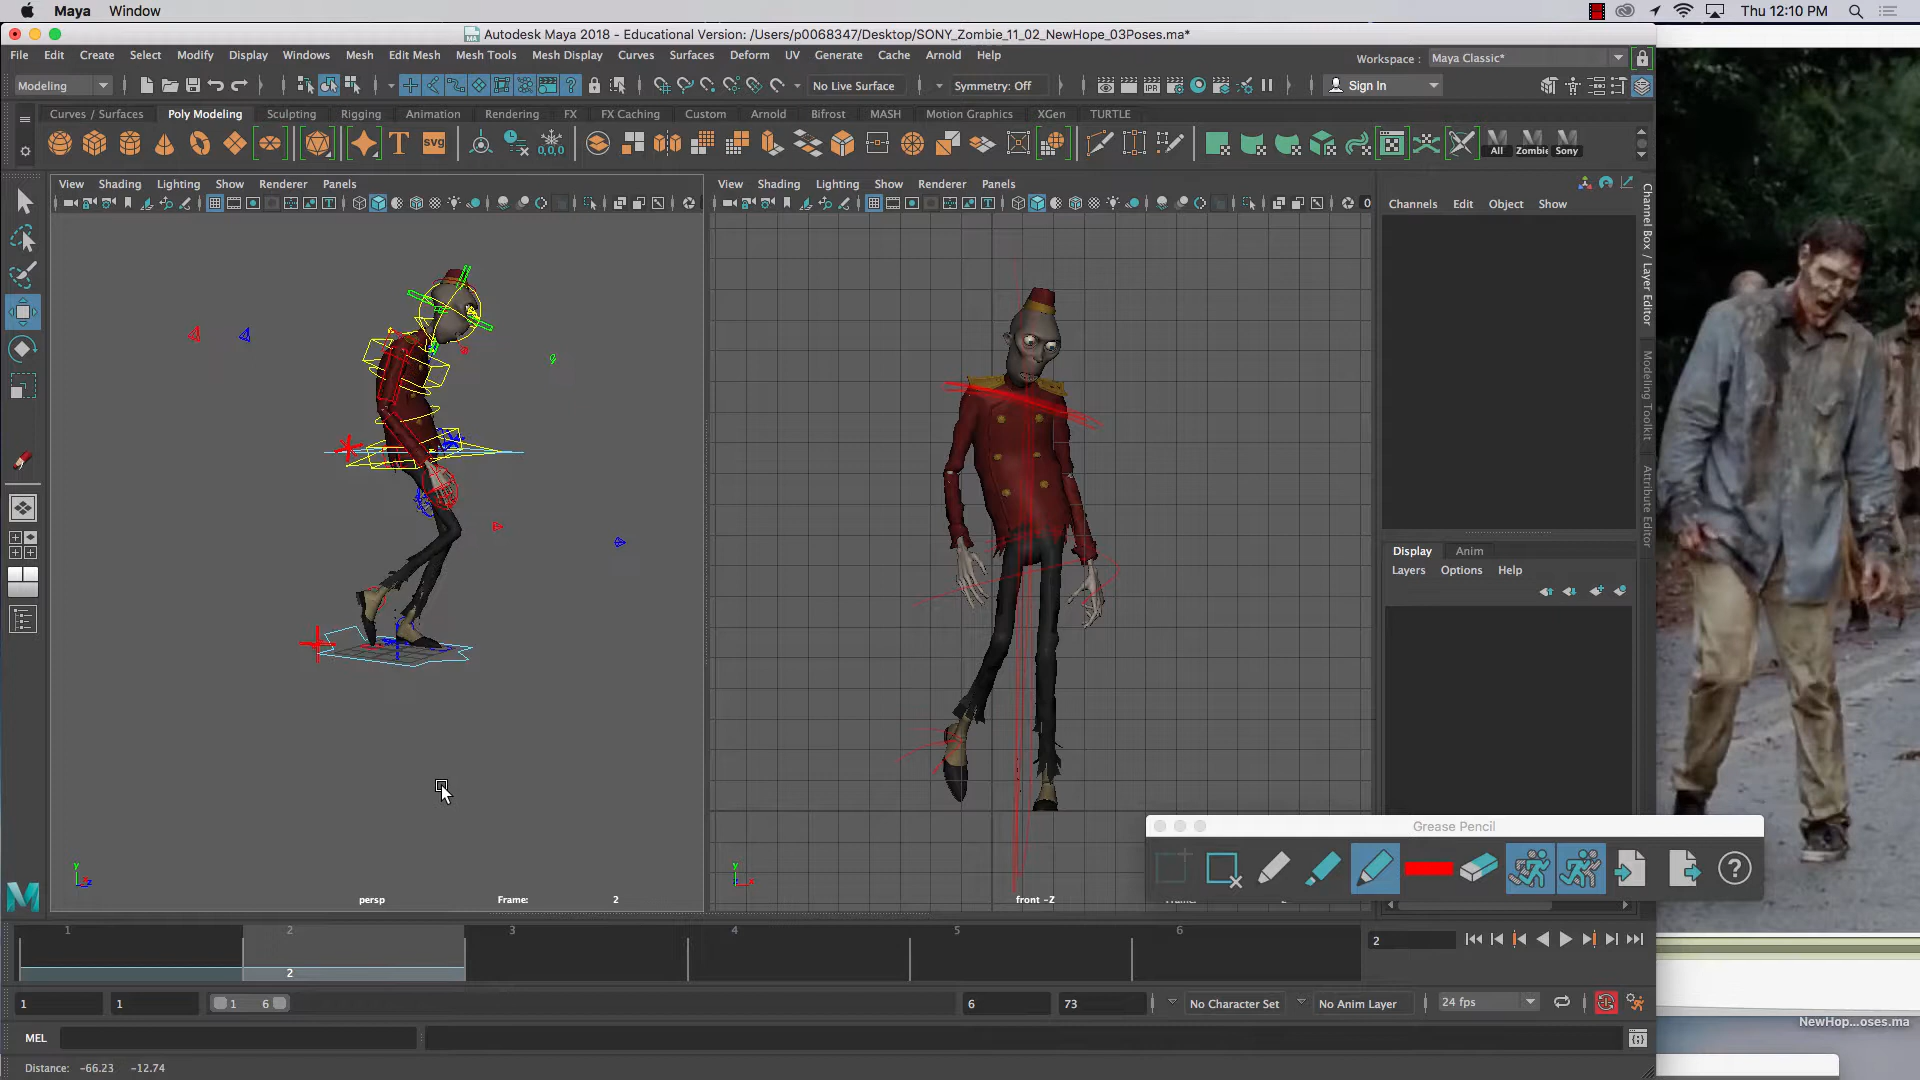 Maya Window Thu 12:10 PM
Autodesk Maya 2018 - Educational Version: /Users/p0068347/Desktop/SONY_Zombie_11_02_NewHope_03Poses.ma*
File Edit Create Select Modify Display Windows Mesh Edit Mesh Mesh Tools Mesh Display Curves Surfaces Deform UV Generate Cache Arnold Help Workspace : Maya Classic*
Modeling No Live Surface Symmetry: Off IPR Sign In
Curves / Surfaces Poly Modeling Sculpting Rigging Animation Rendering FX FX Caching Custom Arnold Bifrost MASH Motion Graphics XGen TURTLE
T SVG 0,0,0 All Zombie Sony
View Shading Lighting Show Renderer Panels View Shading Lighting Show Renderer Panels
0
Channels Edit Object Show
Channel Box / Layer Editor
Modeling Toolkit
Attribute Editor
Display Anim
Layers Options Help
Grease Pencil
?
y
z
persp Frame: 2
y
x
front -Z
1 2 3 4 5 6
2
2
1 1 1 6 6 73 No Character Set No Anim Layer 24 fps
MEL
Distance: -66.23 -12.74
NewHop...oses.ma